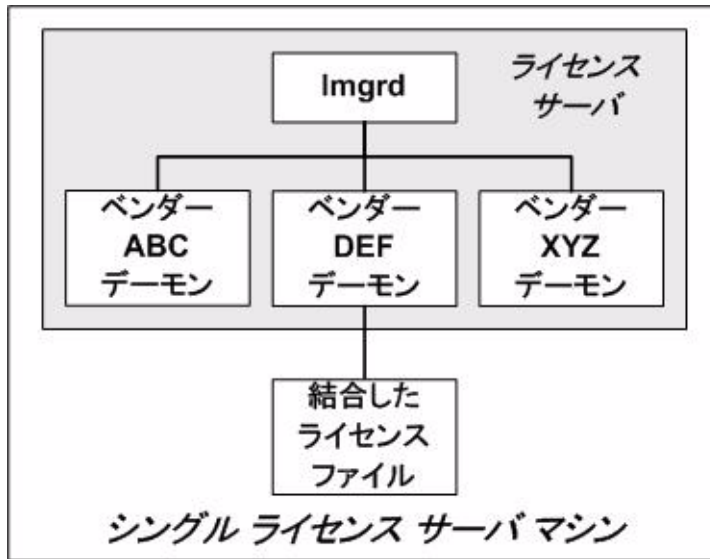 lmgrd
ライセンス
サーバ
ベンダー
ABC
デーモン
ベンダー
DEF
デーモン
ベンダー
XYZ
デーモン
結合した
ライセンス
ファイル
シングル ライセンス サーバ マシン